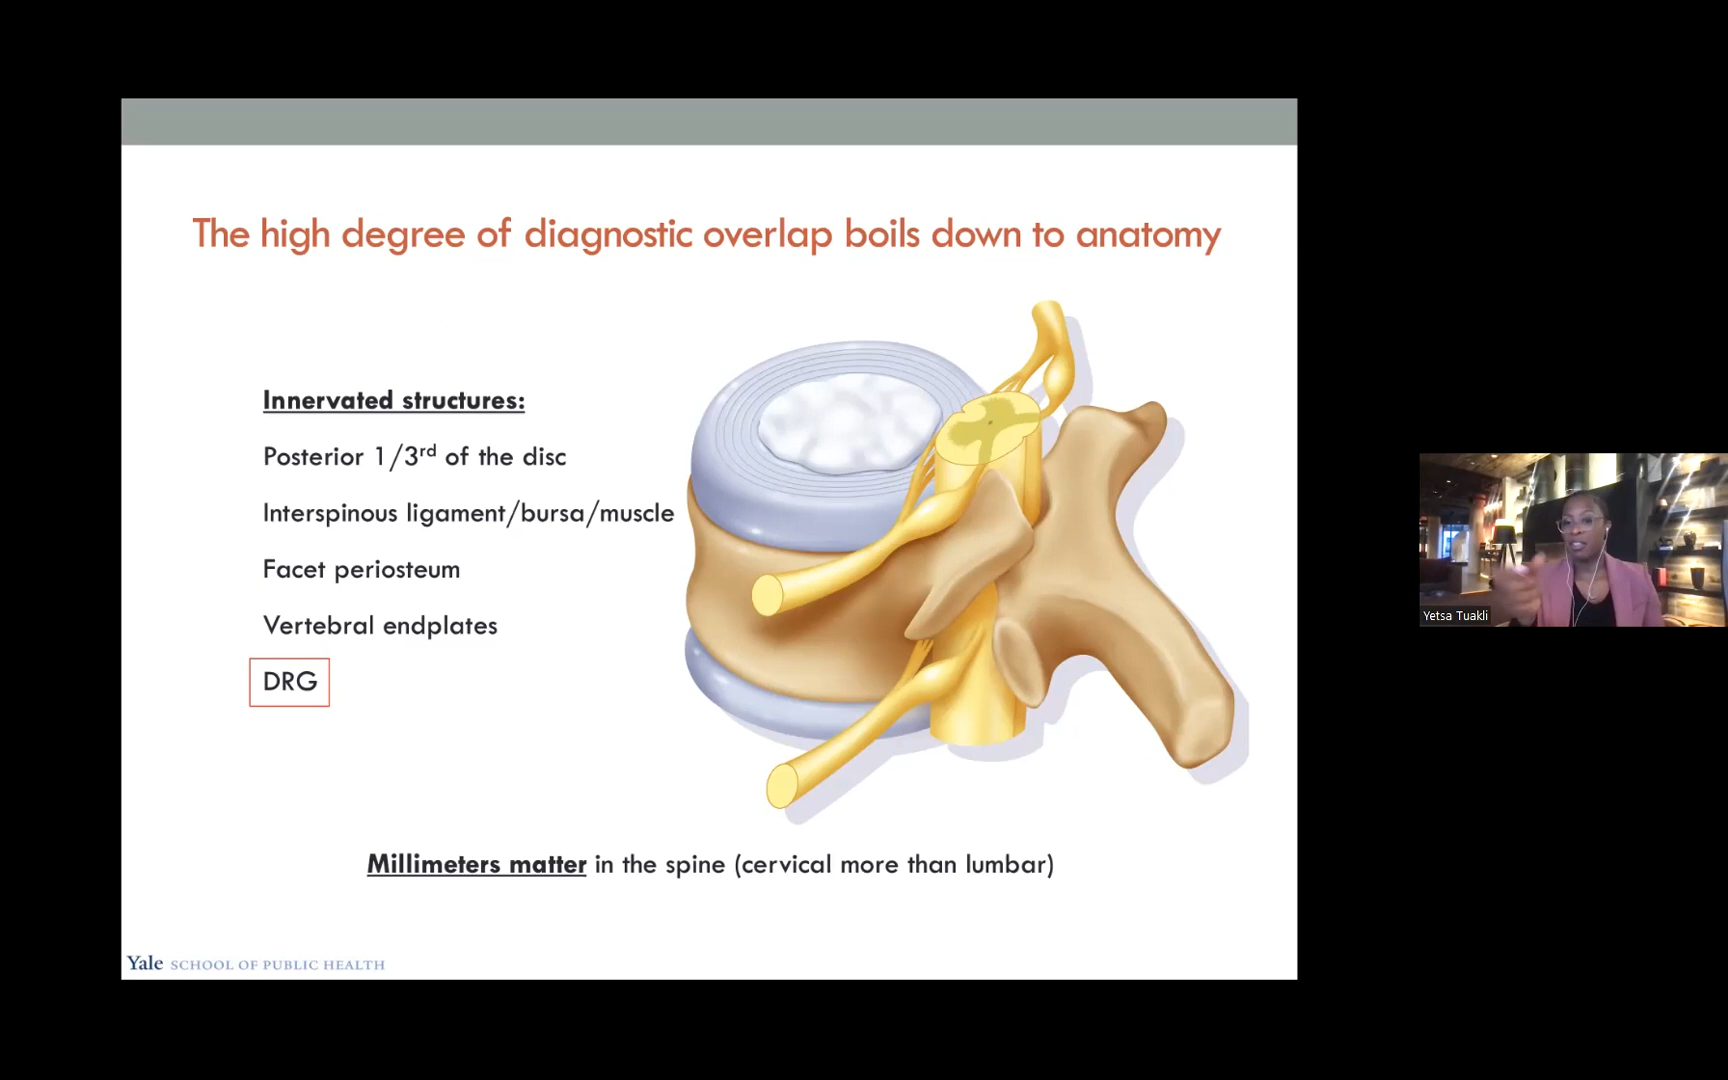 The high degree of diagnostic overlap boils down to anatomy
Innervated structures:
Posterior 1/3rd of the disc
Interspinous ligament/bursa/muscle
Facet periosteum
Vertebral endplates
DRG
Millimeters matter in the spine (cervical more than lumbar)
Yale SCHOOL OF PUBLIC HEALTH
Yetsa Tuakli